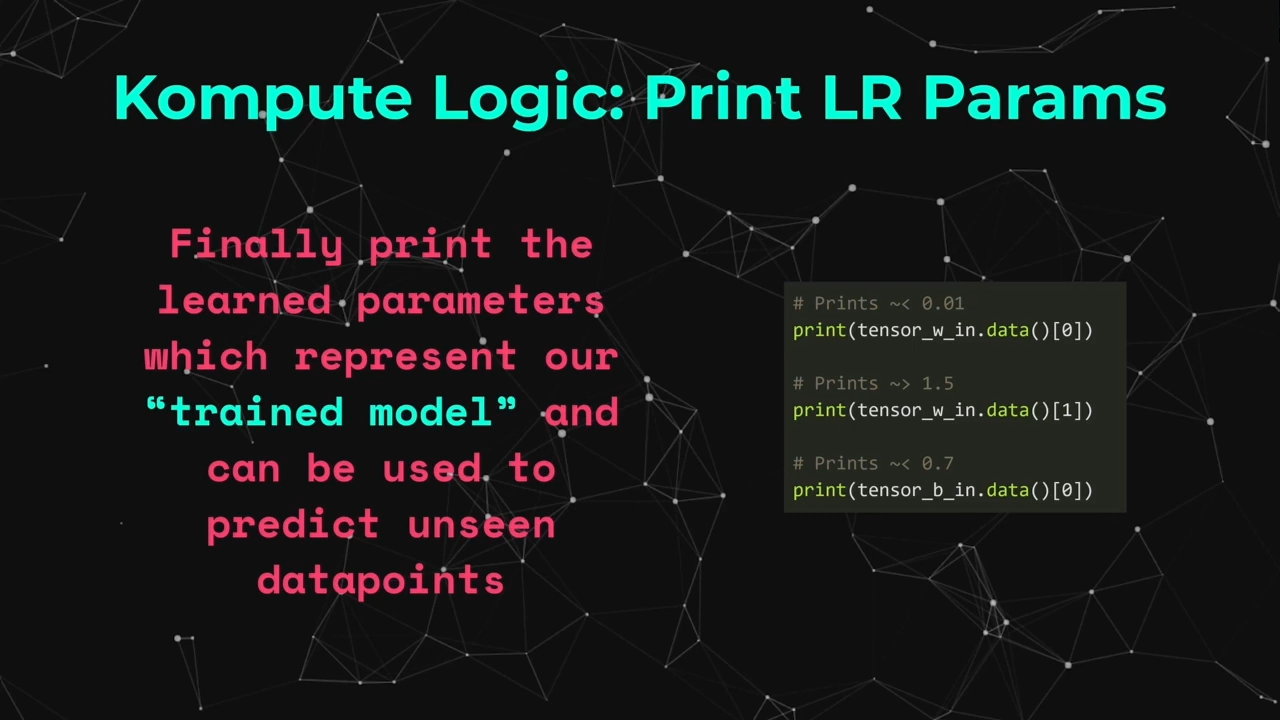 Kompute Logic: Print LR Params
Finally print the
learned parameters
which represent our
“trained model” and
can be used to
predict unseen
datapoints
# Prints ~< 0.01
print(tensor_w_in.data()[0])
# Prints ~> 1.5
print(tensor_w_in.data()[1])
# Prints ~< 0.7
print(tensor_b_in.data()[0])